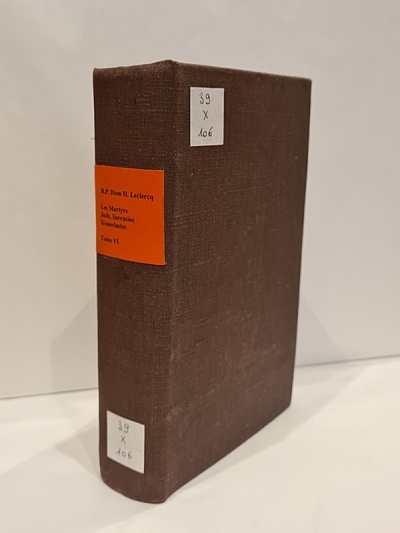 39
X
106
R.P. Dom H. Leclercq
Les Martyrs
Juifs, Sarrasins
Iconoclastes
Tome VI
39
X
106